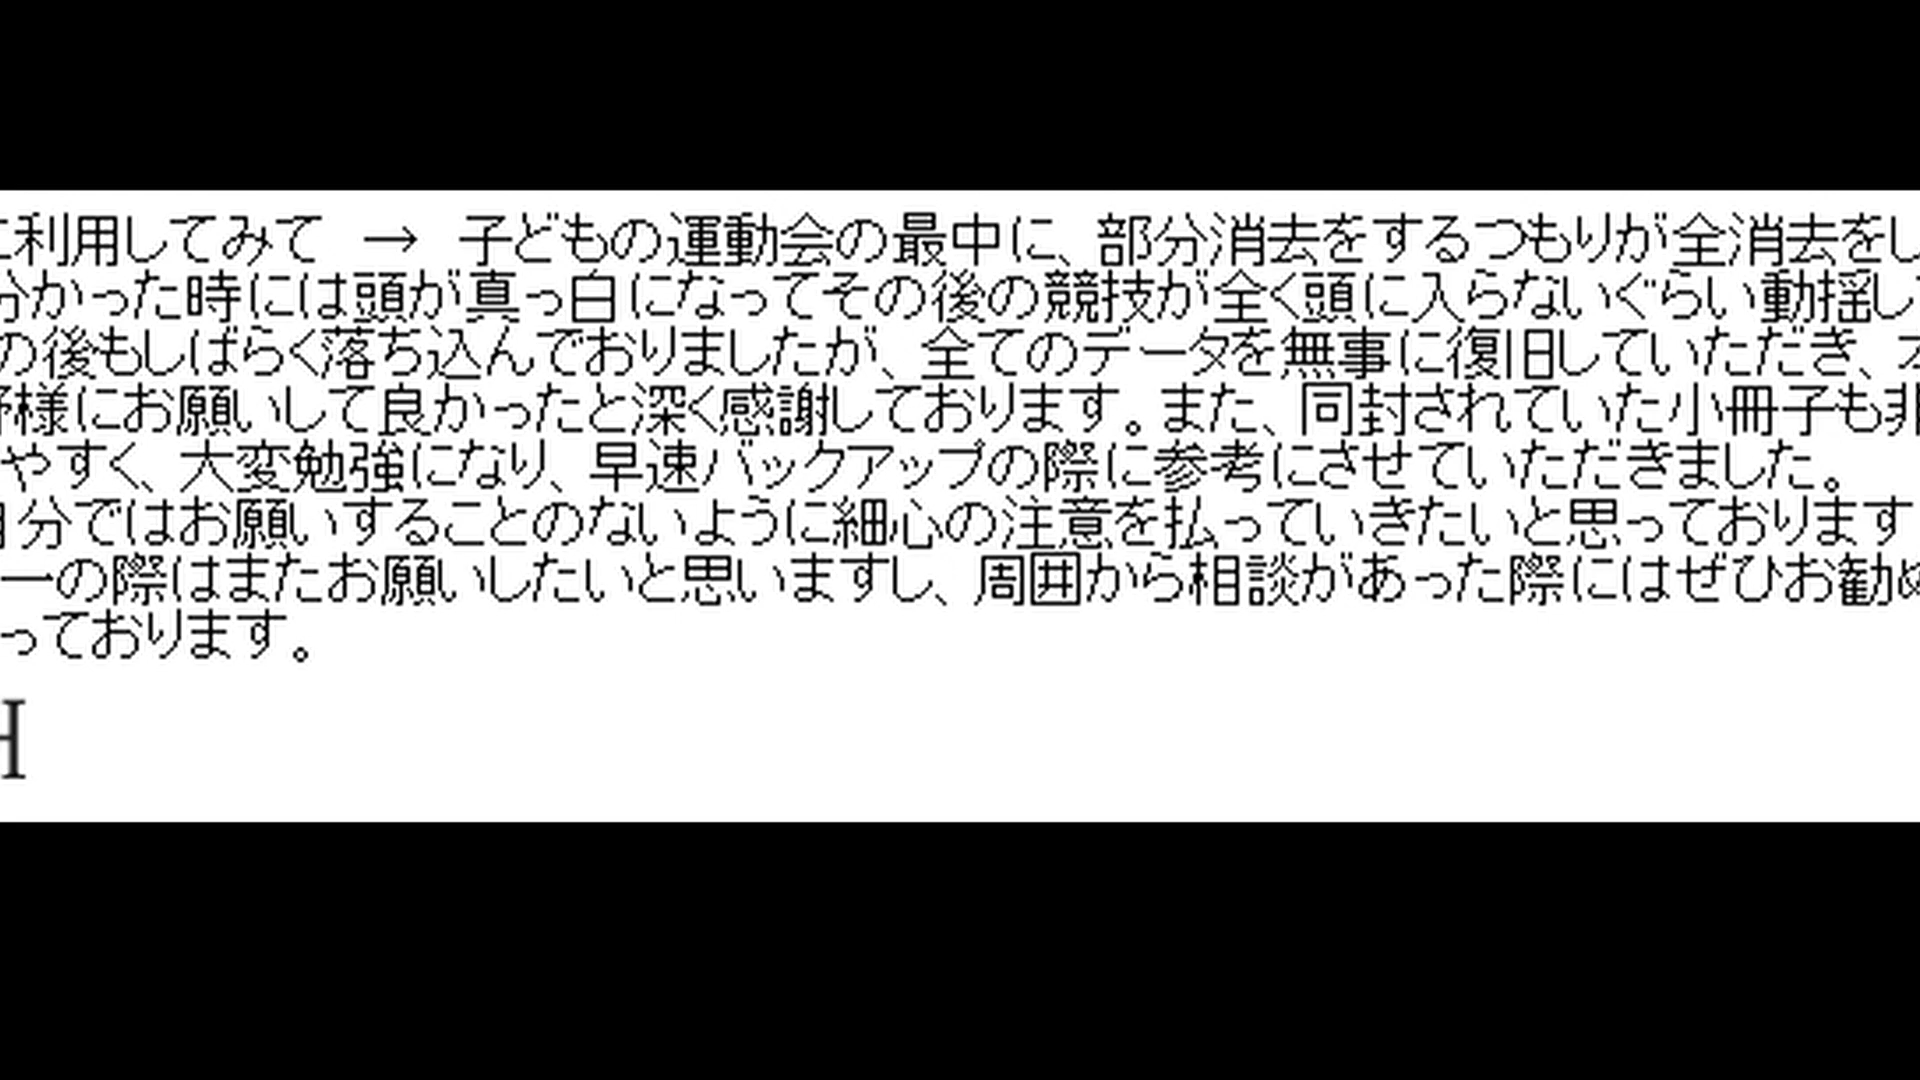 に利用してみて → 子どもの運動会の最中に、部分消去をするつもりが全消去をし
分かった時には頭が真っ白になってその後の競技が全く頭に入らないぐらい動揺して
の後もしばらく落ち込んでおりましたが、全てのデータを無事に復旧していただき、本
野様にお願いして良かったと深く感謝しております。また、同封されていた小冊子も非
やすく、大変勉強になり、早速バックアップの際に参考にさせていただきました。
自分ではお願いすることのないように細心の注意を払っていきたいと思っております
一の際はまたお願いしたいと思いますし、周囲から相談があった際にはぜひお勧め
っております。
H